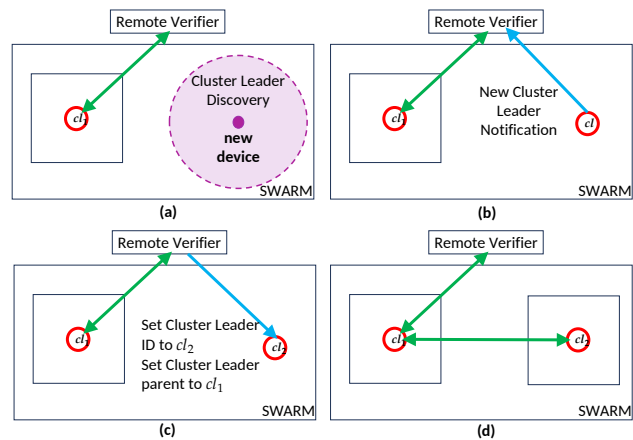 Remote Verifier
cl₁
Cluster Leader
Discovery
new
device
SWARM
(a)
Remote Verifier
cl₁
New Cluster
Leader
Notification
cl
SWARM
(b)
Remote Verifier
cl₁
Set Cluster Leader
ID to cl₂
Set Cluster Leader
parent to cl₁
cl₂
SWARM
(c)
Remote Verifier
cl₁
cl₂
SWARM
(d)